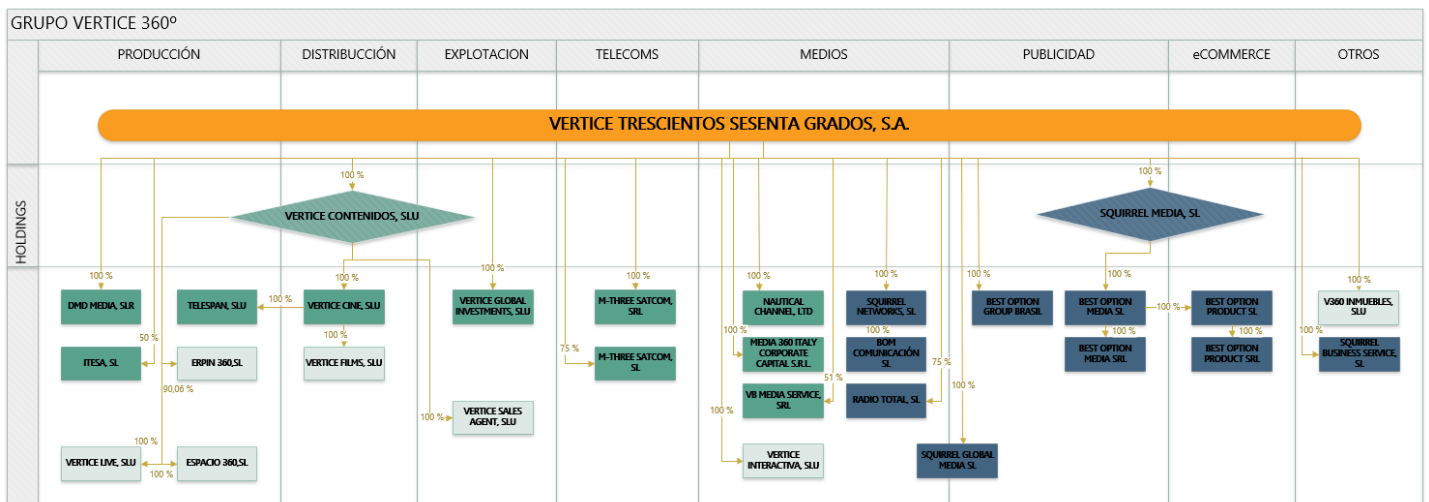 GRUPO VERTICE 360º
PRODUCCIÓN
DISTRIBUCCIÓN
EXPLOTACION
TELECOMS
MEDIOS
PUBLICIDAD
eCOMMERCE
OTROS
VERTICE TRESCIENTOS SESENTA GRADOS, S.A.
HOLDINGS
100 %
100 %
VERTICE CONTENIDOS, SLU
SQUIRREL MEDIA, SL
100 %
100 %
100 %
100 %
100 %
100 %
100 %
100 %
100 %
DMD MEDIA, SLR
TELESPAN, SLU
100 %
VERTICE CINE, SLU
VERTICE GLOBAL
INVESTMENTS, SLU
M-THREE SATCOM,
SRL
NAUTICAL
CHANNEL, LTD
SQUIRREL
NETWORKS, SL
BEST OPTION
GROUP BRASIL
BEST OPTION
MEDIA SL
100 %
BEST OPTION
PRODUCT SL
V360 INMUEBLES,
SLU
50 %
100 %
75 %
100 %
100 %
100 %
100 %
100 %
ITESA, SL
ERPIN 360,SL
VERTICE FILMS, SLU
M-THREE SATCOM,
SL
MEDIA 360 ITALY
CORPORATE
CAPITAL S.R.L.
BOM
COMUNICACIÓN
SL
BEST OPTION
MEDIA SRL
BEST OPTION
PRODUCT SRL
SQUIRREL
BUSINESS SERVICE,
SL
90,06 %
51 %
75 %
100 %
100 %
VERTICE SALES
AGENT, SLU
100 %
VB MEDIA SERVICE,
SRL
RADIO TOTAL, SL
100 %
VERTICE LIVE, SLU
100 %
ESPACIO 360,SL
VERTICE
INTERACTIVA, SLU
SQUIRREL GLOBAL
MEDIA SL